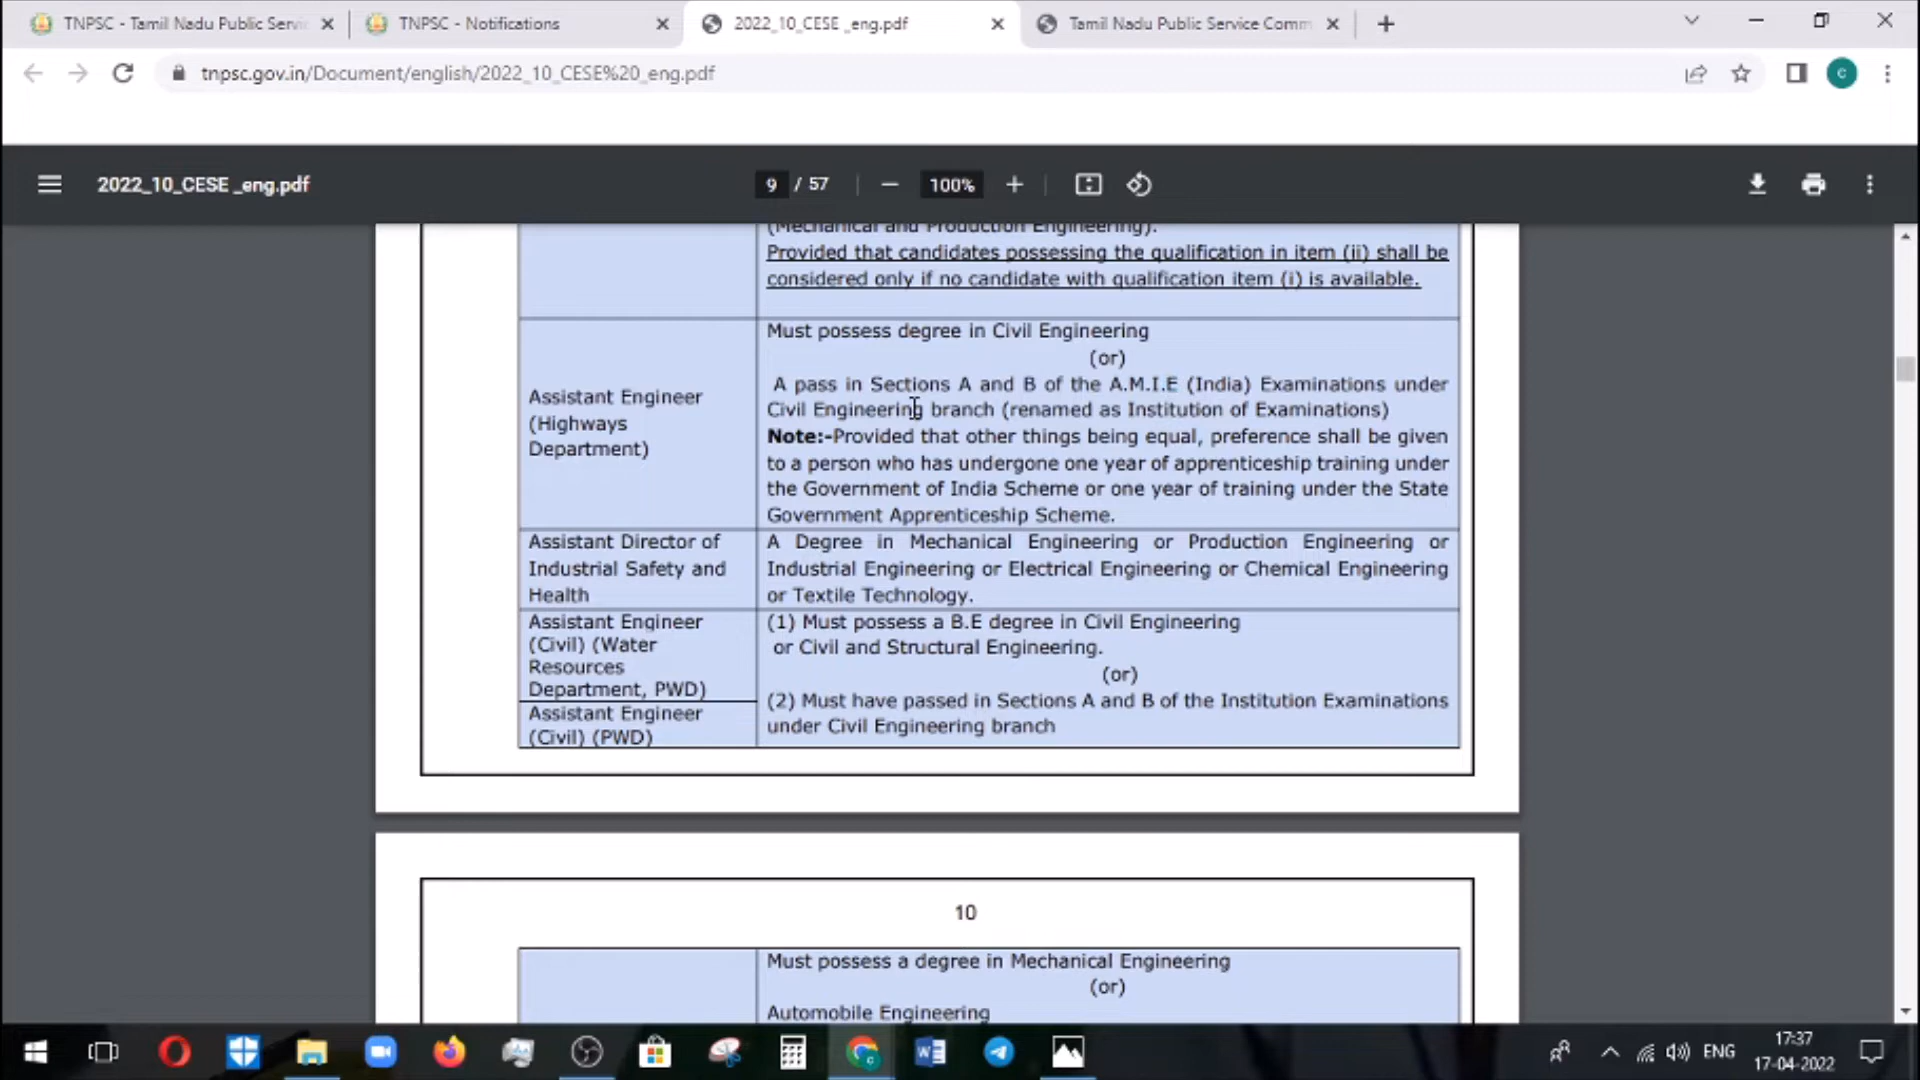 TNPSC - Tamil Nadu Public Servi
TNPSC - Notifications
2022_10_CESE _eng.pdf
Tamil Nadu Public Service Comm
tnpsc.gov.in/Document/english/2022_10_CESE%20_eng.pdf
C
2022_10_CESE _eng.pdf
9 / 57
100%
(Mechanical and Production Engineering).
Provided that candidates possessing the qualification in item (ii) shall be
considered only if no candidate with qualification item (i) is available.
Assistant Engineer
(Highways
Department)
Must possess degree in Civil Engineering
(or)
A pass in Sections A and B of the A.M.I.E (India) Examinations under
Civil Engineering branch (renamed as Institution of Examinations)
Note:-Provided that other things being equal, preference shall be given
to a person who has undergone one year of apprenticeship training under
the Government of India Scheme or one year of training under the State
Government Apprenticeship Scheme.
Assistant Director of
Industrial Safety and
Health
A Degree in Mechanical Engineering or Production Engineering or
Industrial Engineering or Electrical Engineering or Chemical Engineering
or Textile Technology.
Assistant Engineer
(Civil) (Water
Resources
Department, PWD)
Assistant Engineer
(Civil) (PWD)
(1) Must possess a B.E degree in Civil Engineering
or Civil and Structural Engineering.
(or)
(2) Must have passed in Sections A and B of the Institution Examinations
under Civil Engineering branch
10
Must possess a degree in Mechanical Engineering
(or)
Automobile Engineering
ENG
17:37
17-04-2022